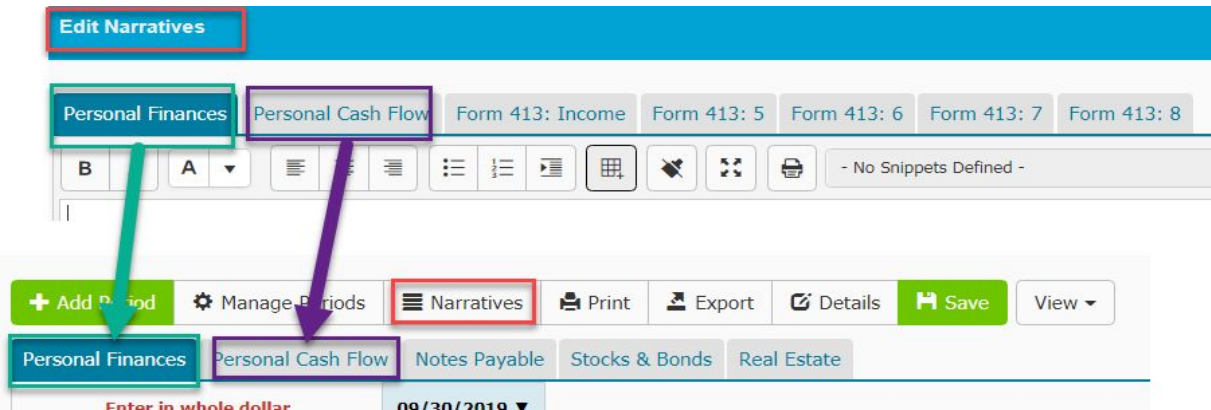 Edit Narratives
Personal Finances Personal Cash Flow Form 413: Income Form 413: 5 Form 413: 6 Form 413: 7 Form 413: 8
B A - No Snippets Defined -
Add Period Manage Periods Narratives Print Export Details Save View
Personal Finances Personal Cash Flow Notes Payable Stocks & Bonds Real Estate
Enter in whole dollar 09/30/2019